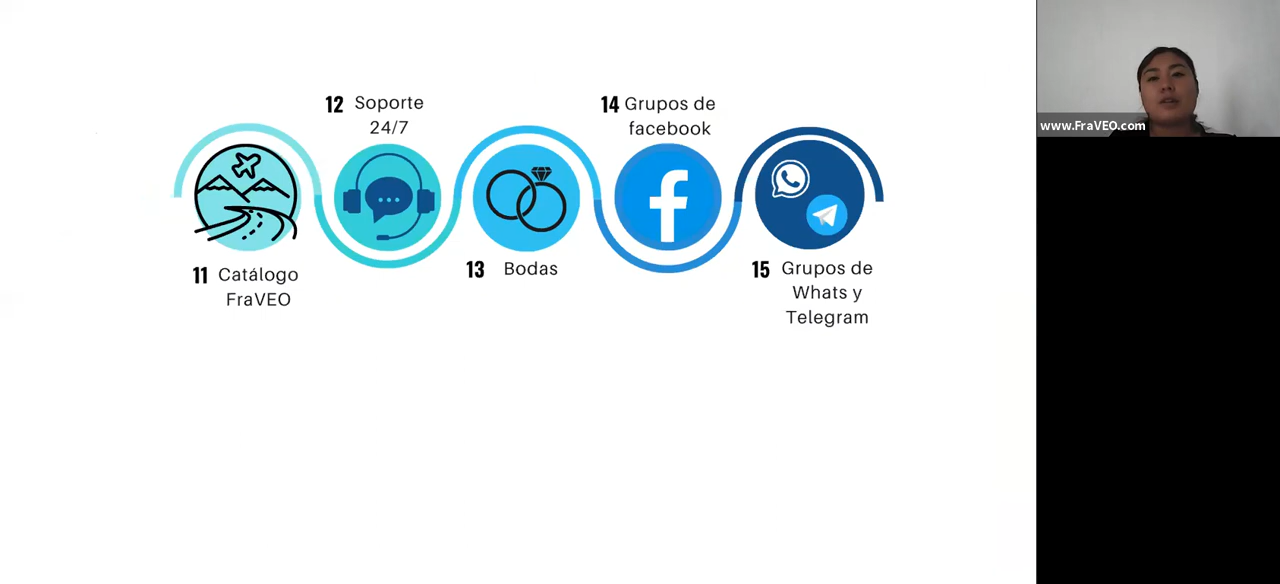 12 Soporte
24/7
14 Grupos de
facebook
11 Catálogo
FraVEO
13 Bodas
15 Grupos de
Whats y
Telegram
www.FraVEO.com